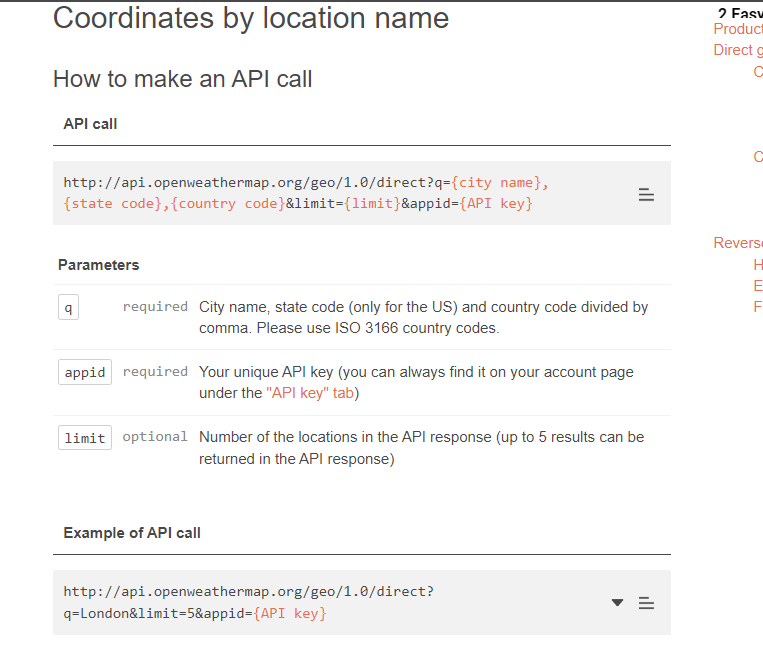 Coordinates by location name
2 Easy
Product
Direct g
How to make an API call
C
API call
C
http://api.openweathermap.org/geo/1.0/direct?q={city name},
{state code},{country code}&limit={limit}&appid={API key}
Reverse
Parameters
H
E
q required City name, state code (only for the US) and country code divided by
F
comma. Please use ISO 3166 country codes.
appid required Your unique API key (you can always find it on your account page
under the "API key" tab)
limit optional Number of the locations in the API response (up to 5 results can be
returned in the API response)
Example of API call
http://api.openweathermap.org/geo/1.0/direct?
q=London&limit=5&appid={API key}